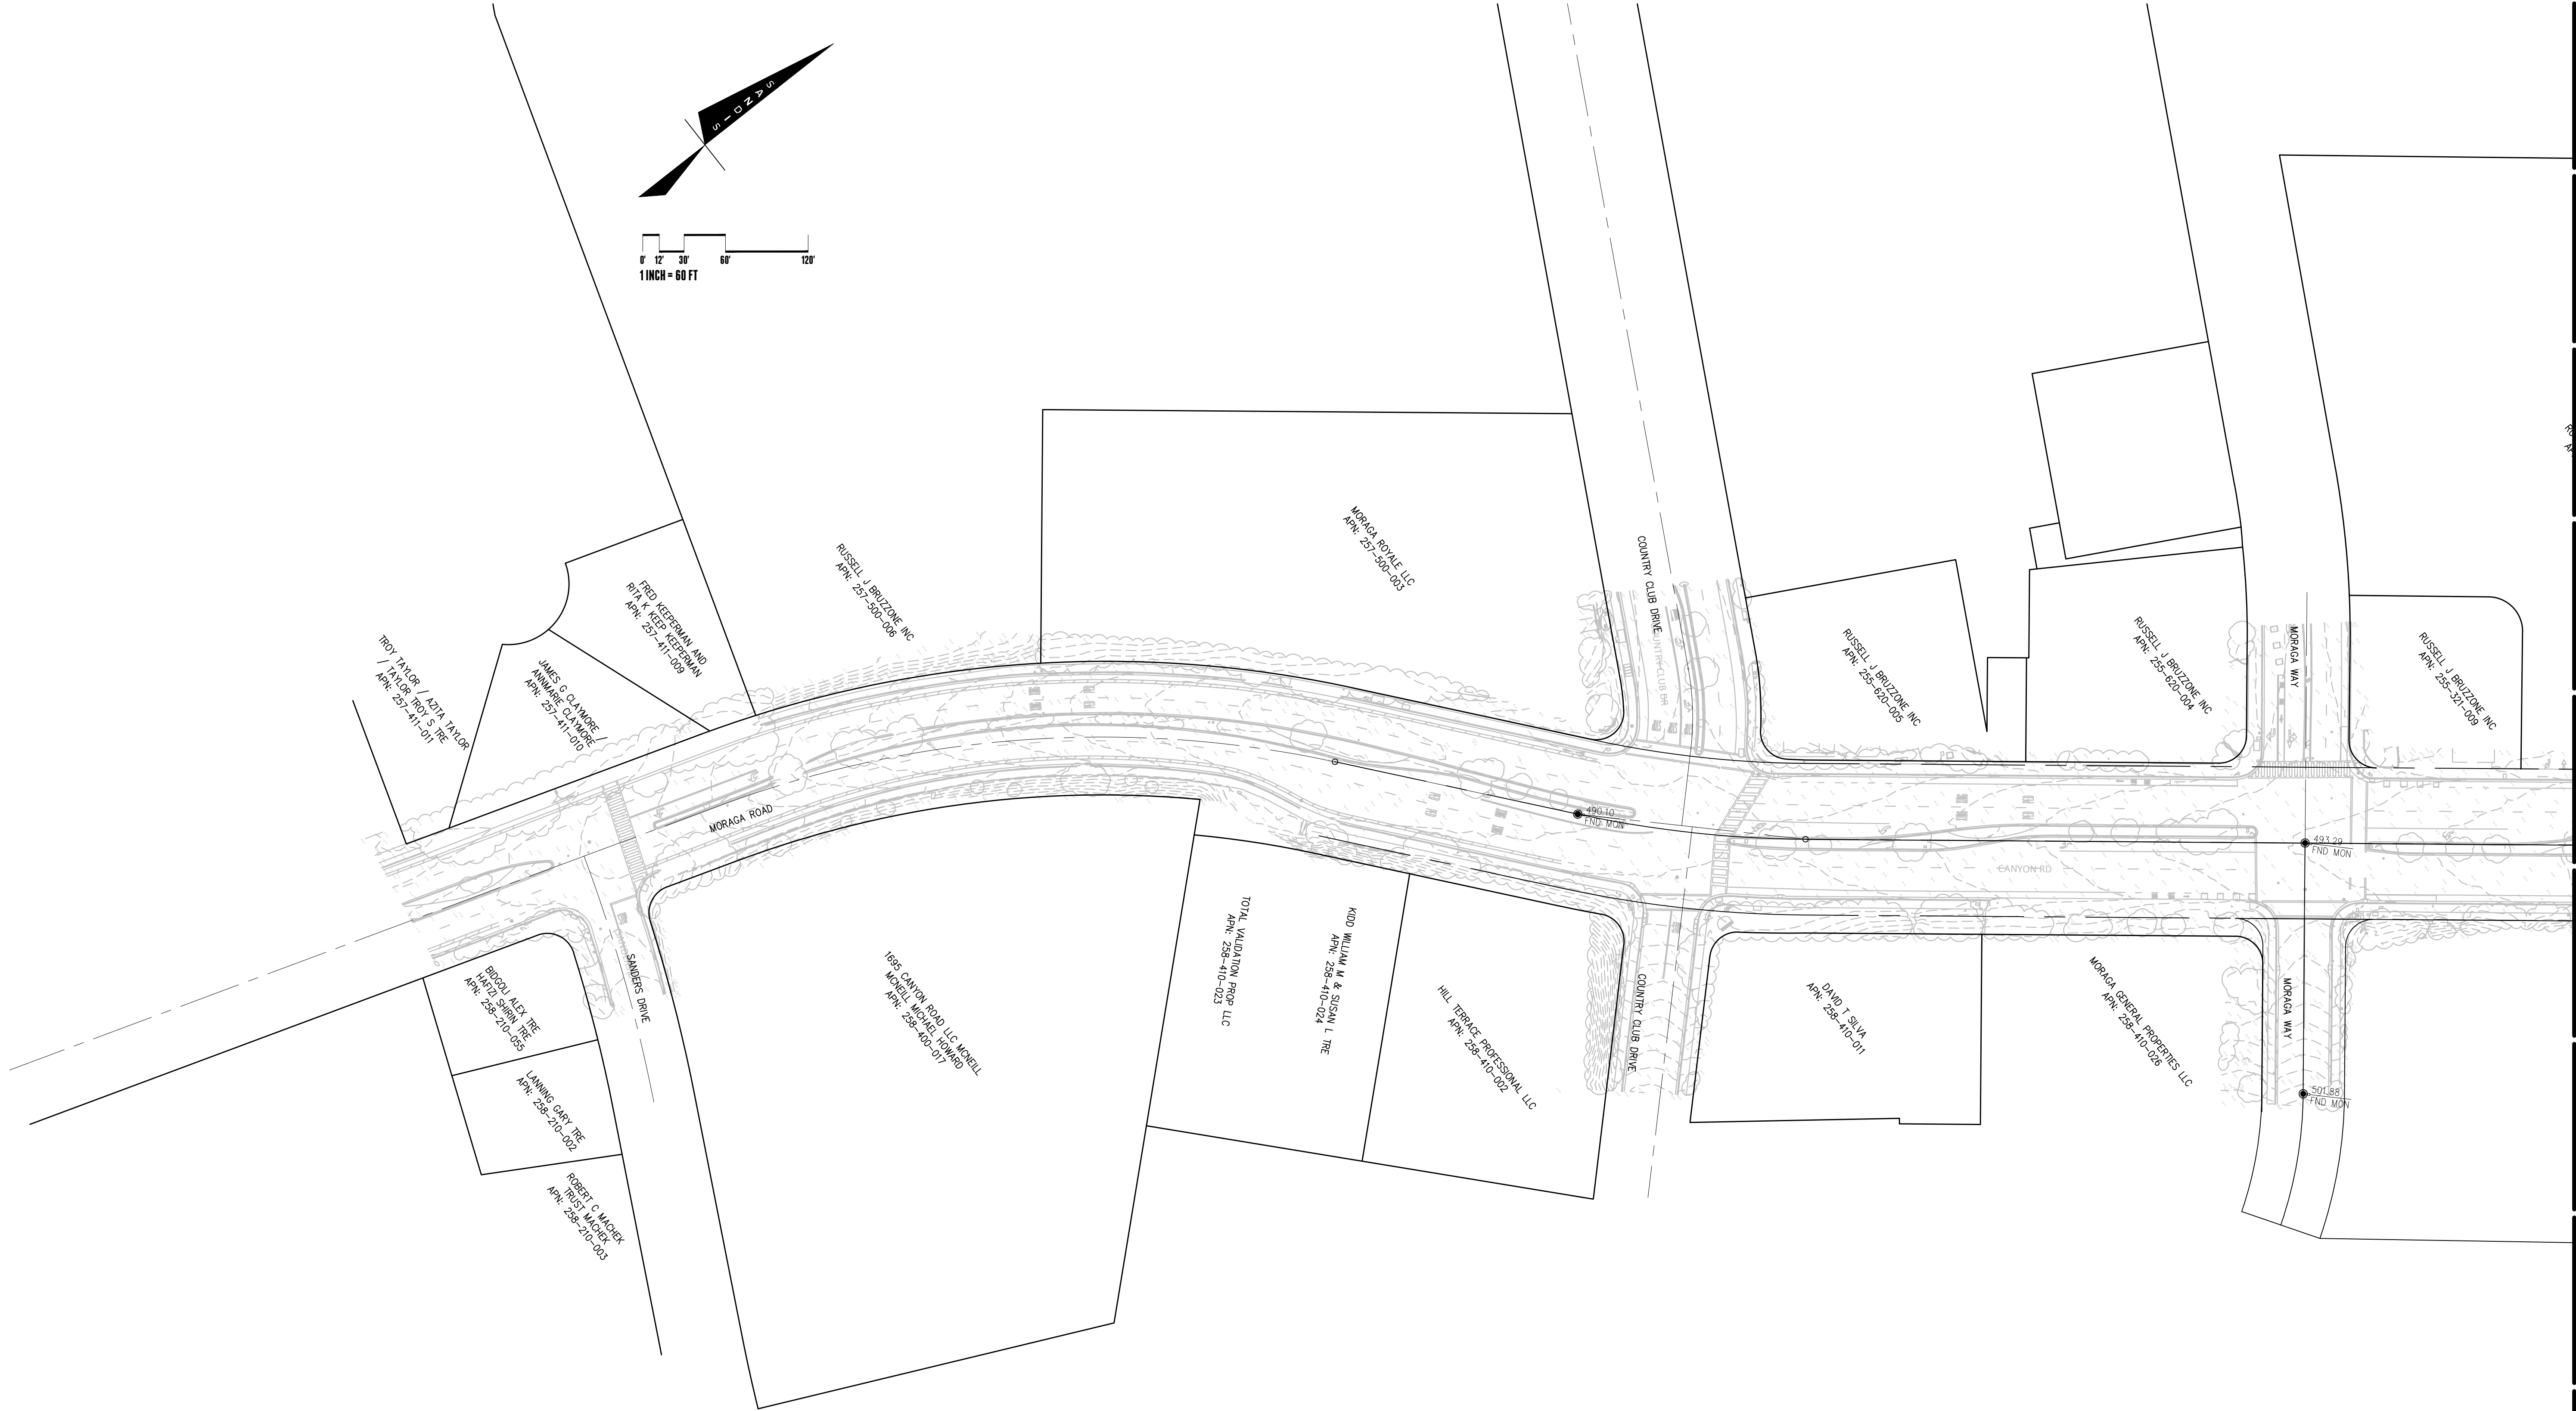 SANDIS
0' 12' 30' 60' 120'
1 INCH = 60 FT
TROY TAYLOR // AZITA TAYLOR
/ TAYLOR TROY S TRE
APN: 257-411-011
JAMES G CLAYMORE /
ANNMARIE CLAYMORE
APN: 257-411-010
FRED KEEPERMAN AND
RITA K KEEP KEEPERMAN
APN: 257-411-009
RUSSELL J BRUZZONE INC
APN: 257-500-006
MORAGA ROYALE LLC
APN: 257-500-003
COUNTRY CLUB DRIVE
COUNTRY CLUB DR
RUSSELL J BRUZZONE INC
APN: 255-620-005
RUSSELL J BRUZZONE INC
APN: 255-620-004
MORAGA WAY
RUSSELL J BRUZZONE INC
APN: 255-321-009
MORAGA ROAD
490.10
FND MON
493.29
FND MON
CANYON RD
BIDGOLI ALEX TRE
HAFIZI SHIRIN TRE
APN: 258-210-055
SANDERS DRIVE
LANNING GARY TRE
APN: 258-210-002
ROBERT C MACHEK
TRUST MACHEK
APN: 258-210-003
1695 CANYON ROAD LLC MCNEILL
MCNEILL MICHAEL HOWARD
APN: 258-400-017
TOTAL VALIDATION PROP LLC
APN: 258-410-023
KIDD WILLIAM M & SUSAN L TRE
APN: 258-410-024
HILL TERRACE PROFESSIONAL LLC
APN: 258-410-002
COUNTRY CLUB DRIVE
DAVID T SILVA
APN: 258-410-011
MORAGA GENERAL PROPERTIES LLC
APN: 258-410-026
MORAGA WAY
501.88
FND MON